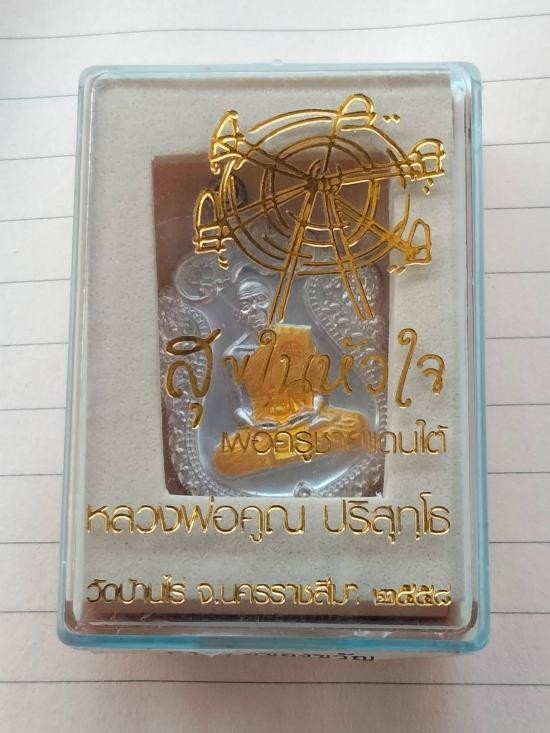 สุขในหัวใจ
เพื่อครูชายแดนใต้
หลวงพ่อคูณ ปริสุทฺโธ
วัดบ้านไร่ จ.นครราชสีมา ๒๕๕๘